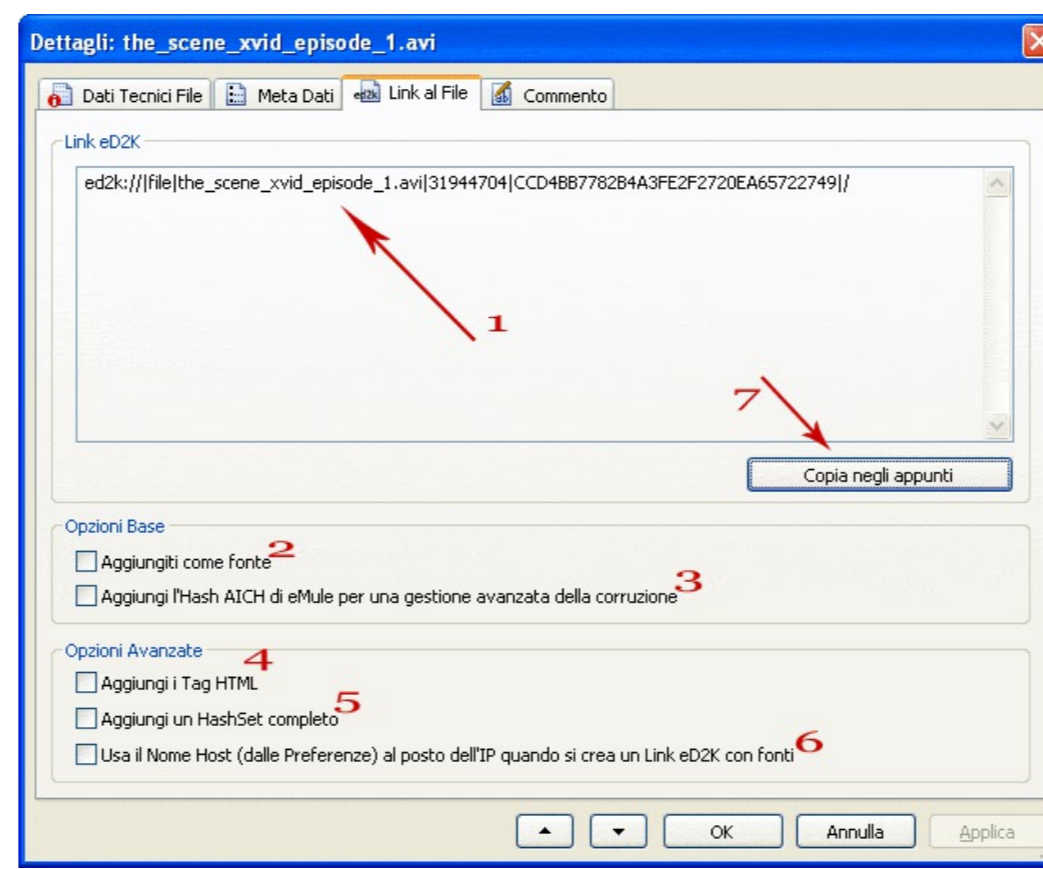 Dettagli: the_scene_xvid_episode_1.avi
Dati Tecnici File Meta Dati ed2k Link al File Commento
Link eD2K
ed2k://|file|the_scene_xvid_episode_1.avi|31944704|CCD4BB7782B4A3FE2F2720EA65722749|/
1
7
Copia negli appunti
Opzioni Base
Aggiungiti come fonte 2
Aggiungi l'Hash AICH di eMule per una gestione avanzata della corruzione 3
Opzioni Avanzate
Aggiungi i Tag HTML 4
Aggiungi un HashSet completo 5
Usa il Nome Host (dalle Preferenze) al posto dell'IP quando si crea un Link eD2K con fonti 6
OK Annulla Applica